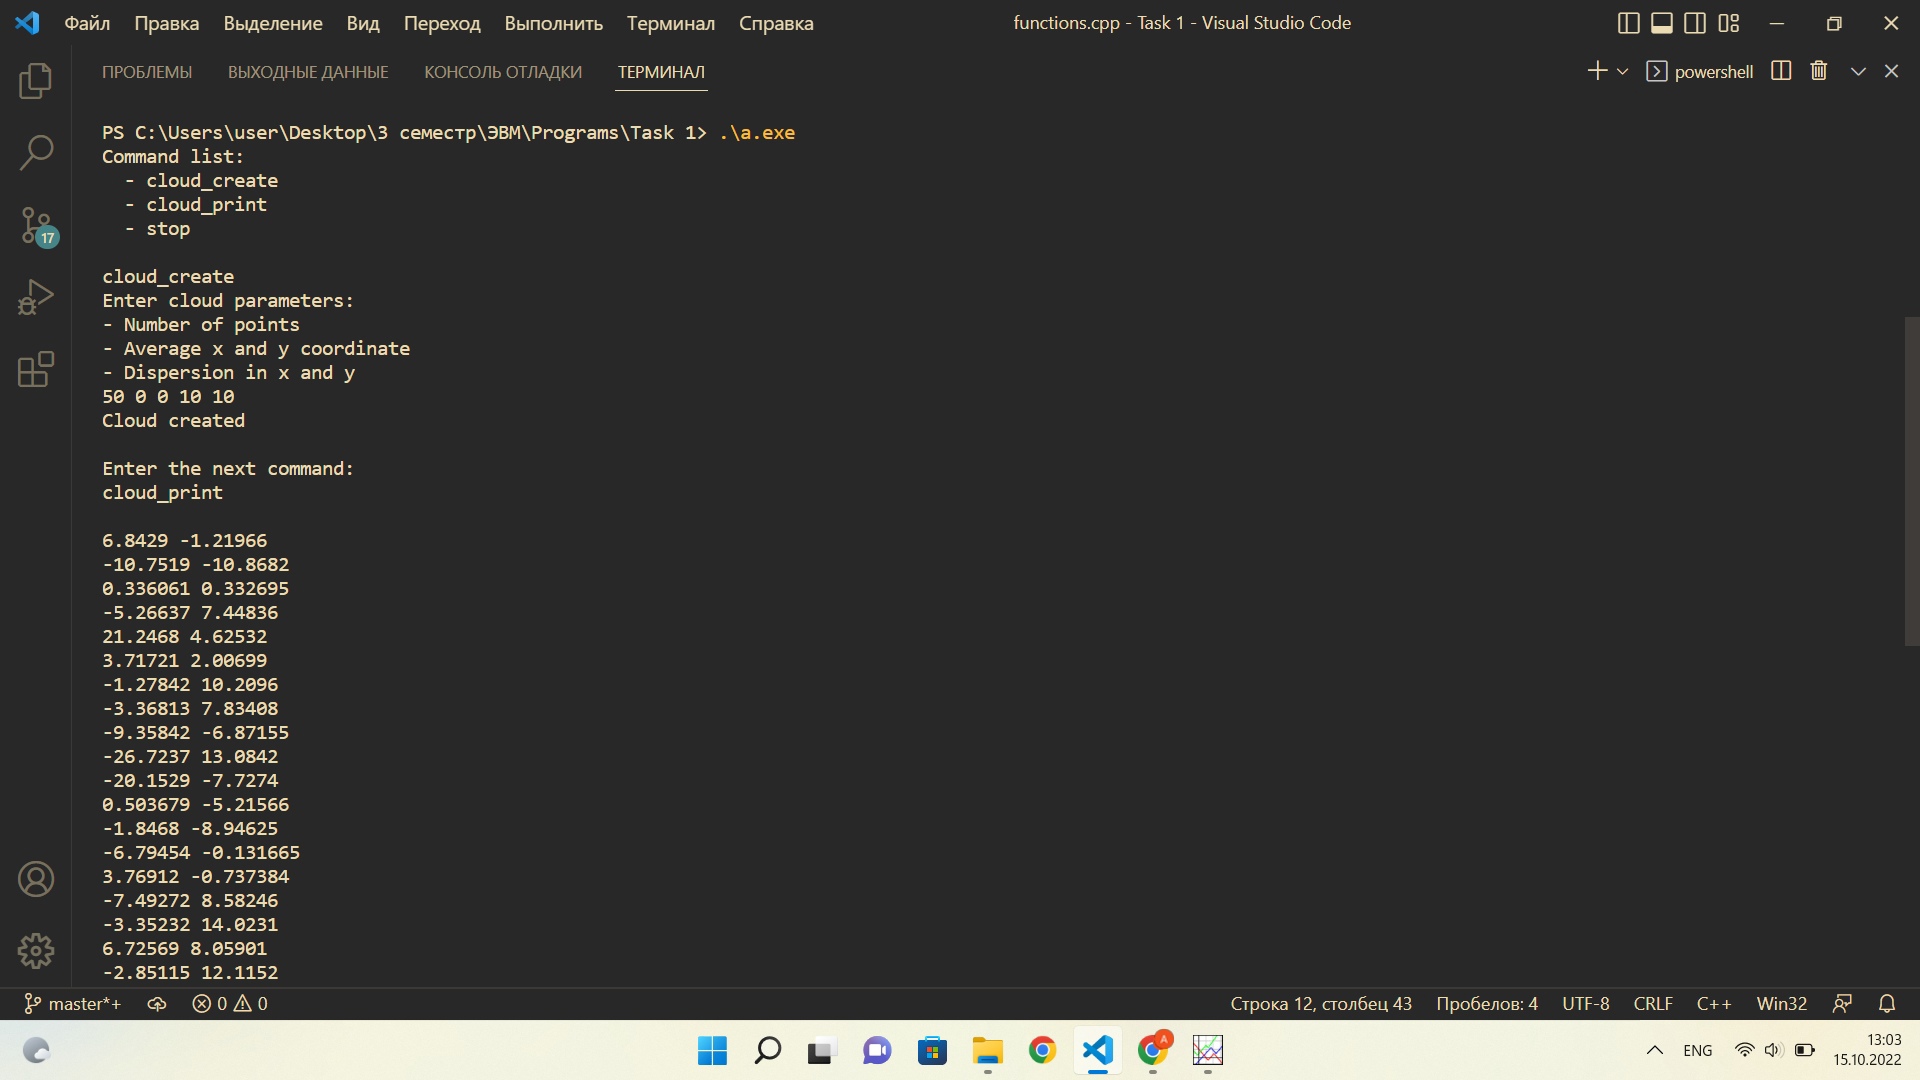 Файл Правка Выделение Вид Переход Выполнить Терминал Справка functions.cpp - Task 1 - Visual Studio Code
ПРОБЛЕМЫ ВЫХОДНЫЕ ДАННЫЕ КОНСОЛЬ ОТЛАДКИ ТЕРМИНАЛ powershell
PS C:\Users\user\Desktop\3 семестр\ЭВМ\Programs\Task 1> .\a.exe
Command list:
- cloud_create
- cloud_print
- stop
17
cloud_create
Enter cloud parameters:
- Number of points
- Average x and y coordinate
- Dispersion in x and y
50 0 0 10 10
Cloud created
Enter the next command:
cloud_print
6.8429 -1.21966
-10.7519 -10.8682
0.336061 0.332695
-5.26637 7.44836
21.2468 4.62532
3.71721 2.00699
-1.27842 10.2096
-3.36813 7.83408
-9.35842 -6.87155
-26.7237 13.0842
-20.1529 -7.7274
0.503679 -5.21566
-1.8468 -8.94625
-6.79454 -0.131665
3.76912 -0.737384
-7.49272 8.58246
-3.35232 14.0231
6.72569 8.05901
-2.85115 12.1152
master*+ 0 0 Строка 12, столбец 43 Пробелов: 4 UTF-8 CRLF C++ Win32
A
ENG
13:03
15.10.2022